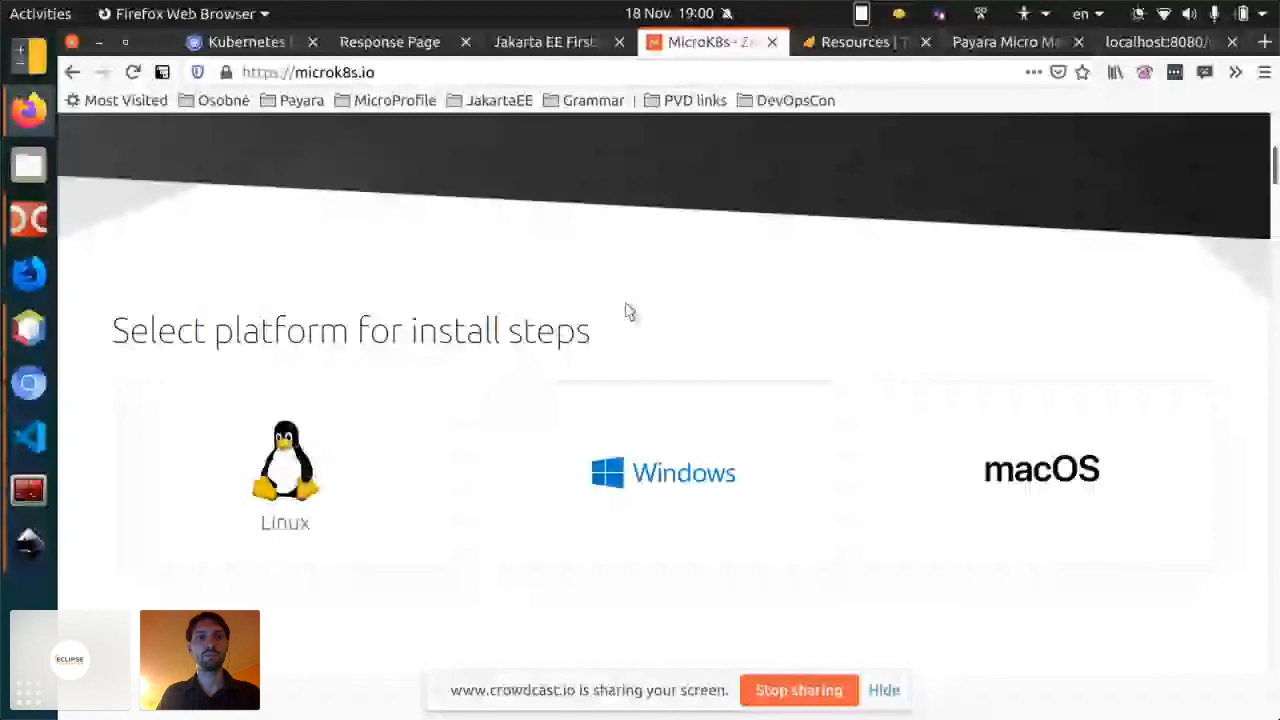 Activities
Firefox Web Browser
18 Nov 19:00
en
Kubernetes
Response Page
Jakarta EE First
MicroK8s - Ze
Resources | T
Payara Micro Ma
localhost:8080/
https://microk8s.io
Most Visited
Osobné
Payara
MicroProfile
JakartaEE
Grammar
PVD links
DevOpsCon
Select platform for install steps
Linux
Windows
macOS
ECLIPSE
www.crowdcast.io is sharing your screen.
Stop sharing
Hide